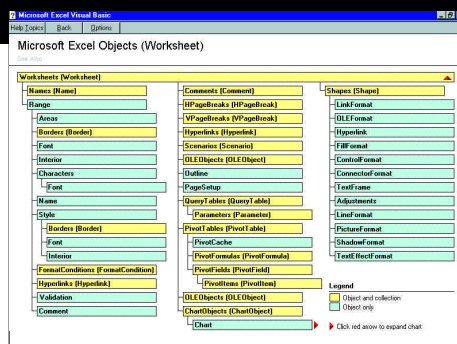 Microsoft Excel Visual Basic
Help Topics Back Options
Microsoft Excel Objects (Worksheet)
See Also
Worksheets (Worksheet)
Names (Name)
Range
Areas
Borders (Border)
Font
Interior
Characters
Font
Name
Style
Borders (Border)
Font
Interior
FormatConditions (FormatCondition)
Hyperlinks (Hyperlink)
Validation
Comment
Comments (Comment)
HPageBreaks (HPageBreak)
VPageBreaks (VPageBreak)
Hyperlinks (Hyperlink)
Scenarios (Scenario)
OLEObjects (OLEObject)
Outline
PageSetup
QueryTables (QueryTable)
Parameters (Parameter)
PivotTables (PivotTable)
PivotCache
PivotFormulas (PivotFormula)
PivotFields (PivotField)
PivotItems (PivotItem)
OLEObjects (OLEObject)
ChartObjects (ChartObject)
Chart
Shapes (Shape)
LinkFormat
OLEFormat
Hyperlink
FillFormat
ControlFormat
ConnectorFormat
TextFrame
Adjustments
LineFormat
PictureFormat
ShadowFormat
TextEffectFormat
Legend
Object and collection
Object only
Click red arrow to expand chart